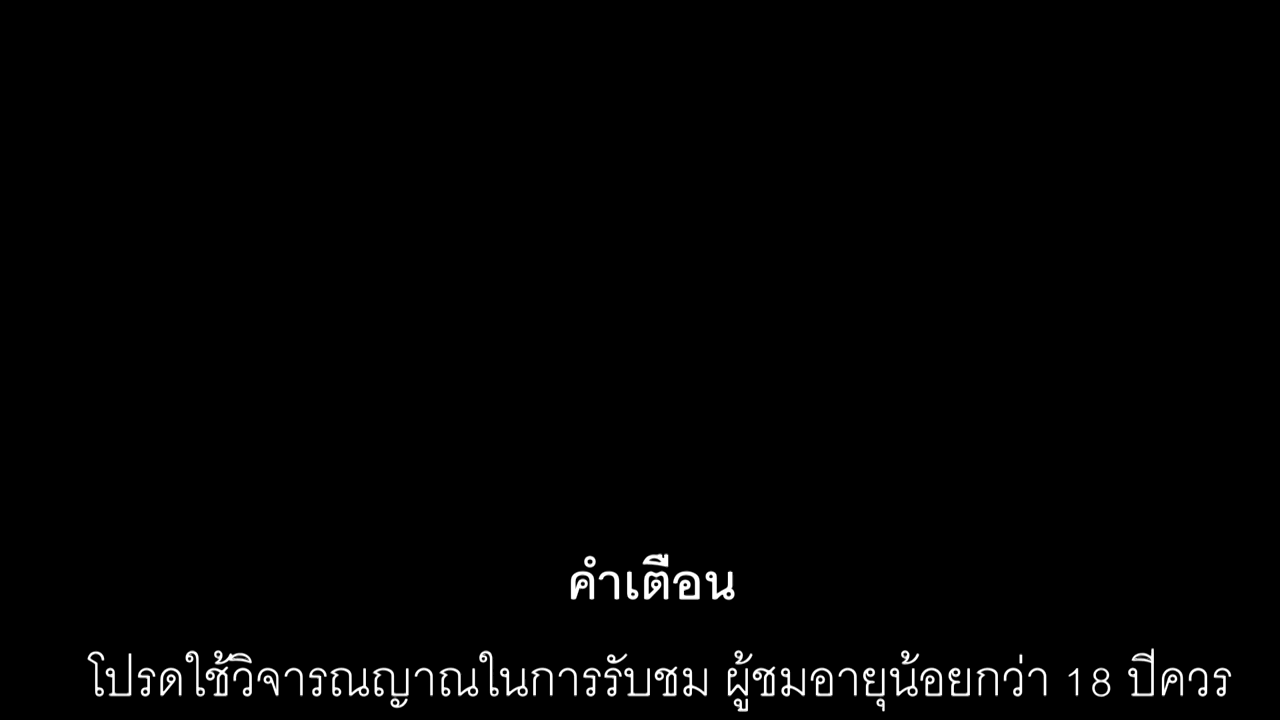 คำเตือน
โปรดใช้วิจารณญาณในการรับชม ผู้ชมอายุน้อยกว่า 18 ปีควร